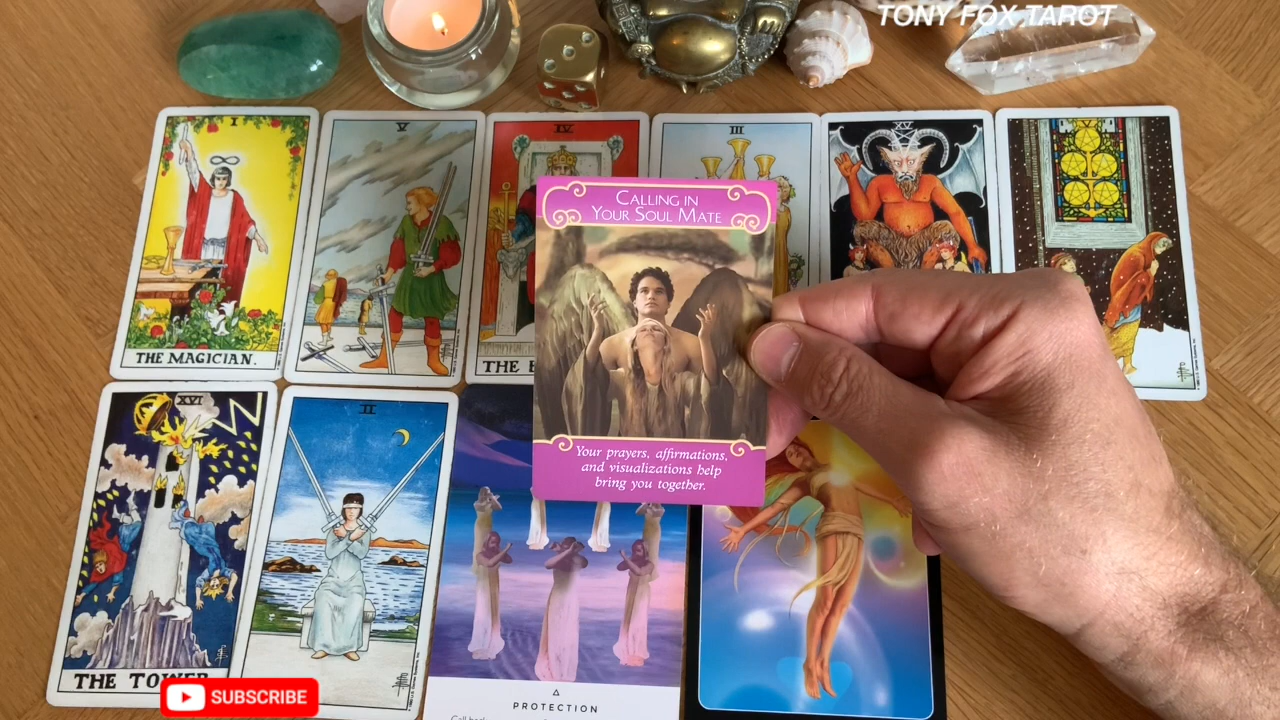 TONY FOX TAROT
I
V
IV
III
XV
CALLING IN
YOUR SOUL MATE
THE MAGICIAN.
THE E
Your prayers, affirmations,
and visualizations help
bring you together.
XVI
II
THE TOWER
SUBSCRIBE
PROTECTION